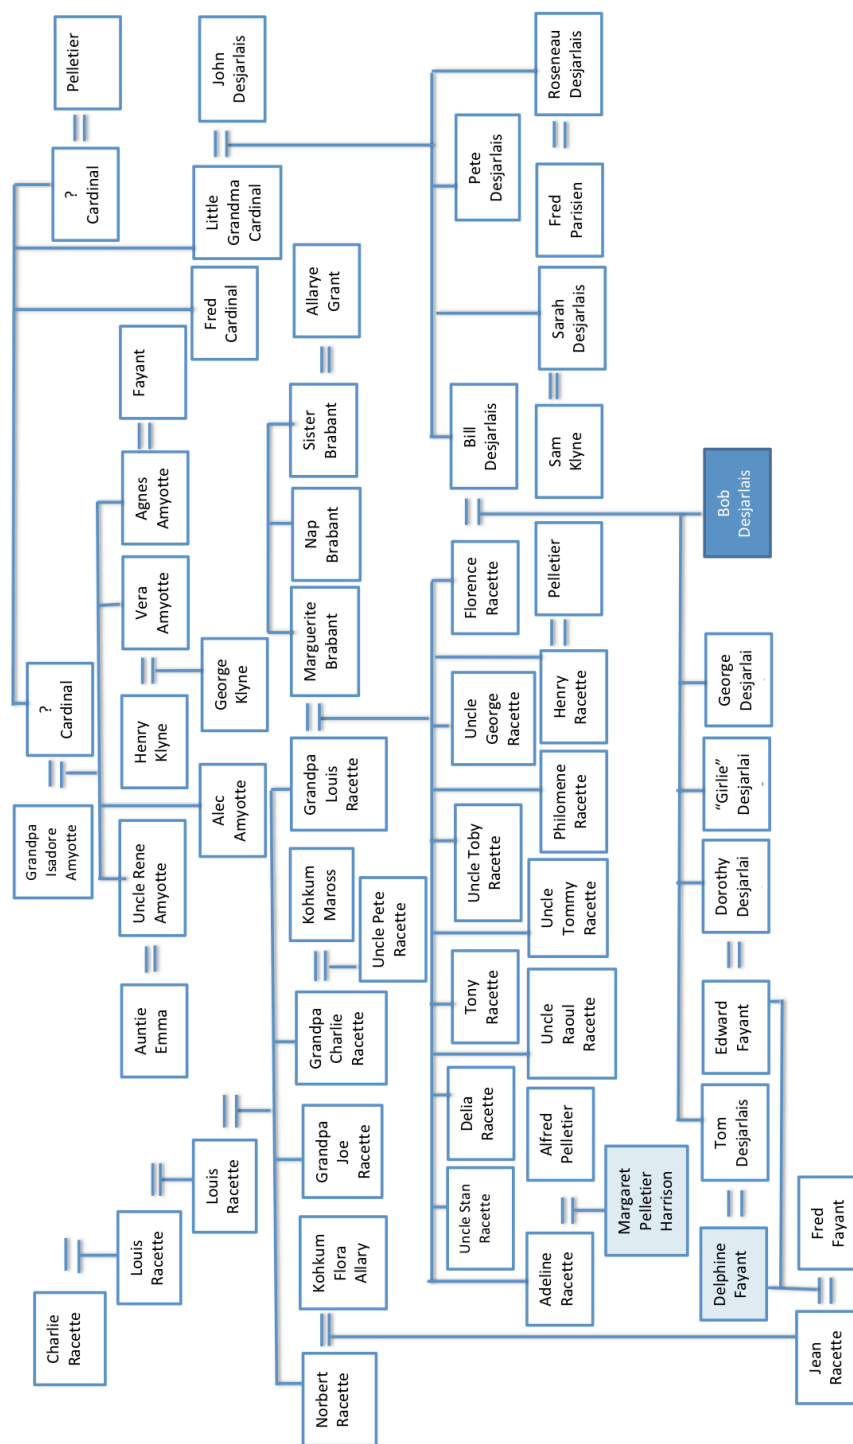 Charlie
Racette
Grandpa
Isadore
Amyotte
?
Cardinal
?
Cardinal
Pelletier
Louis
Racette
Auntie
Emma
Uncle Rene
Amyotte
Henry
Klyne
Vera
Amyotte
Agnes
Amyotte
Fayant
Louis
Racette
Alec
Amyotte
George
Klyne
Fred
Cardinal
Little
Grandma
Cardinal
John
Desjarlais
Norbert
Racette
Kohkum
Flora
Allary
Grandpa
Joe
Racette
Grandpa
Charlie
Racette
Kohkum
Maross
Grandpa
Louis
Racette
Marguerite
Brabant
Nap
Brabant
Sister
Brabant
Allarye
Grant
Uncle Pete
Racette
Uncle Stan
Racette
Delia
Racette
Tony
Racette
Uncle Toby
Racette
Uncle
George
Racette
Florence
Racette
Bill
Desjarlais
Pete
Desjarlais
Adeline
Racette
Alfred
Pelletier
Uncle
Raoul
Racette
Uncle
Tommy
Racette
Philomene
Racette
Henry
Racette
Pelletier
Sam
Klyne
Sarah
Desjarlais
Fred
Parisien
Roseneau
Desjarlais
Margaret
Pelletier
Harrison
Delphine
Fayant
Tom
Desjarlais
Edward
Fayant
Dorothy
Desjarlai
"Girlie"
Desjarlai
George
Desjarlai
Bob
Desjarlais
Jean
Racette
Fred
Fayant